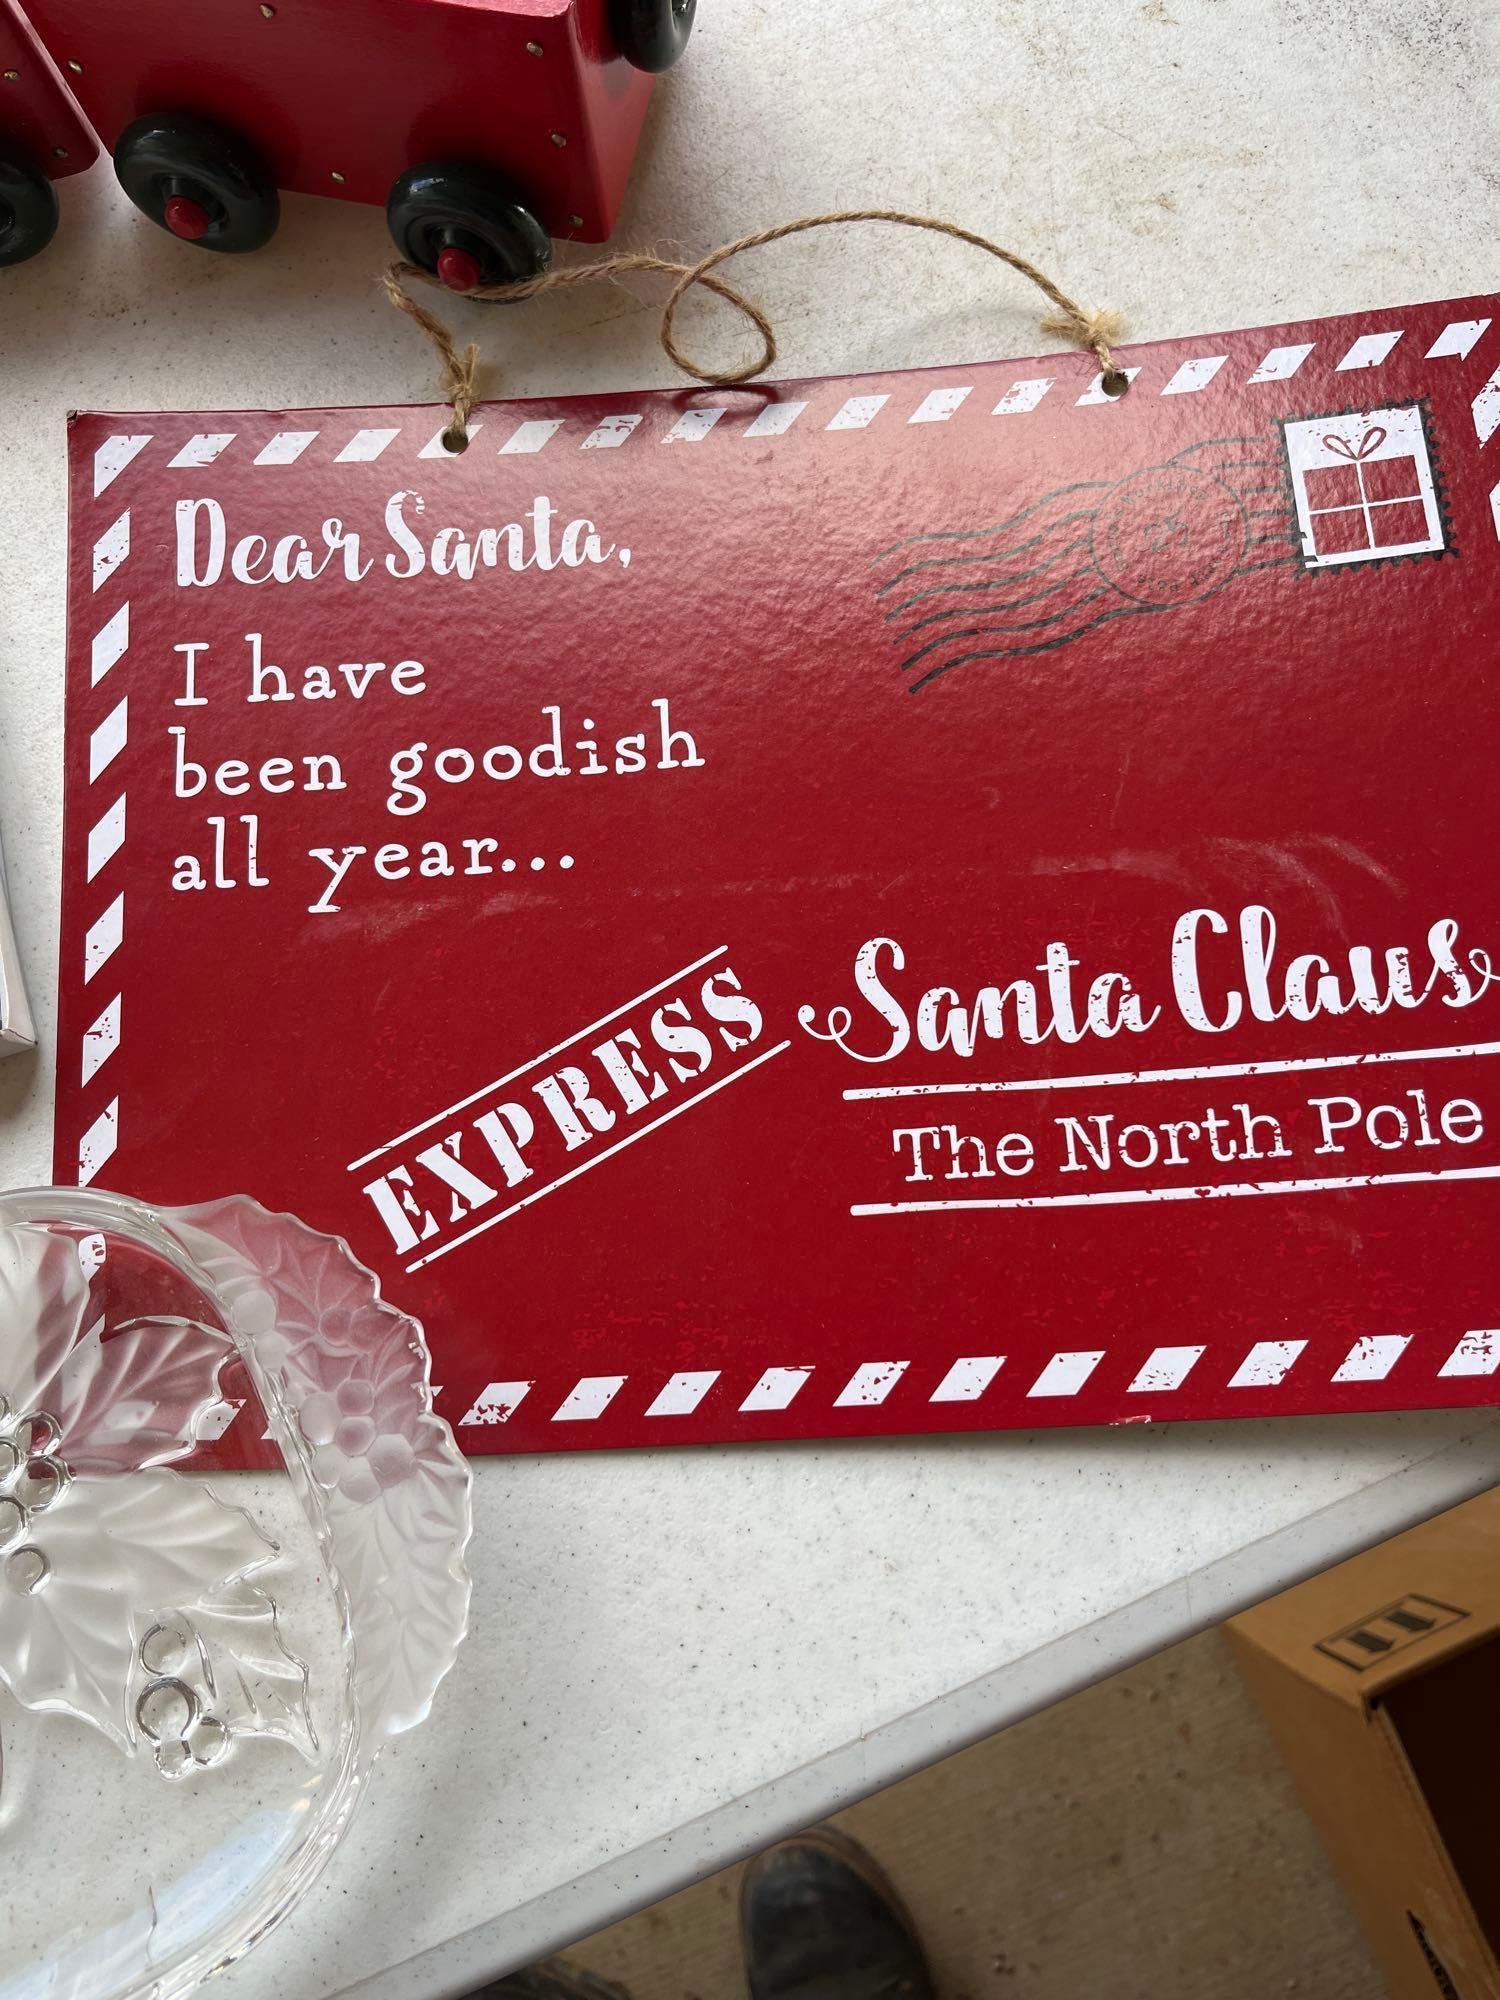 Dear Santa,
I have
been goodish
all year...
EXPRESS
Santa Claus
The North Pole